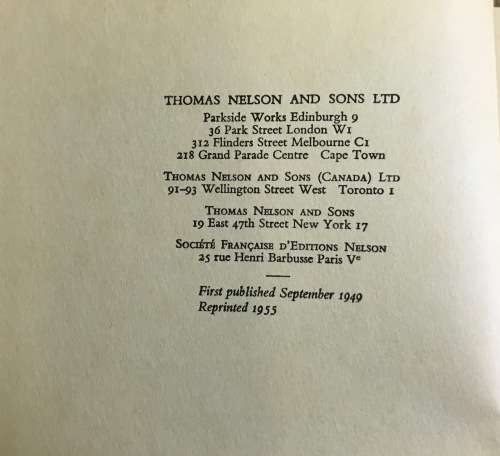 THOMAS NELSON AND SONS LTD
Parkside Works Edinburgh 9
36 Park Street London W1
312 Flinders Street Melbourne C1
218 Grand Parade Centre Cape Town
THOMAS NELSON AND SONS (CANADA) LTD
91–93 Wellington Street West Toronto 1
THOMAS NELSON AND SONS
19 East 47th Street New York 17
SOCIÉTÉ FRANÇAISE D'EDITIONS NELSON
25 rue Henri Barbusse Paris Ve
First published September 1949
Reprinted 1955